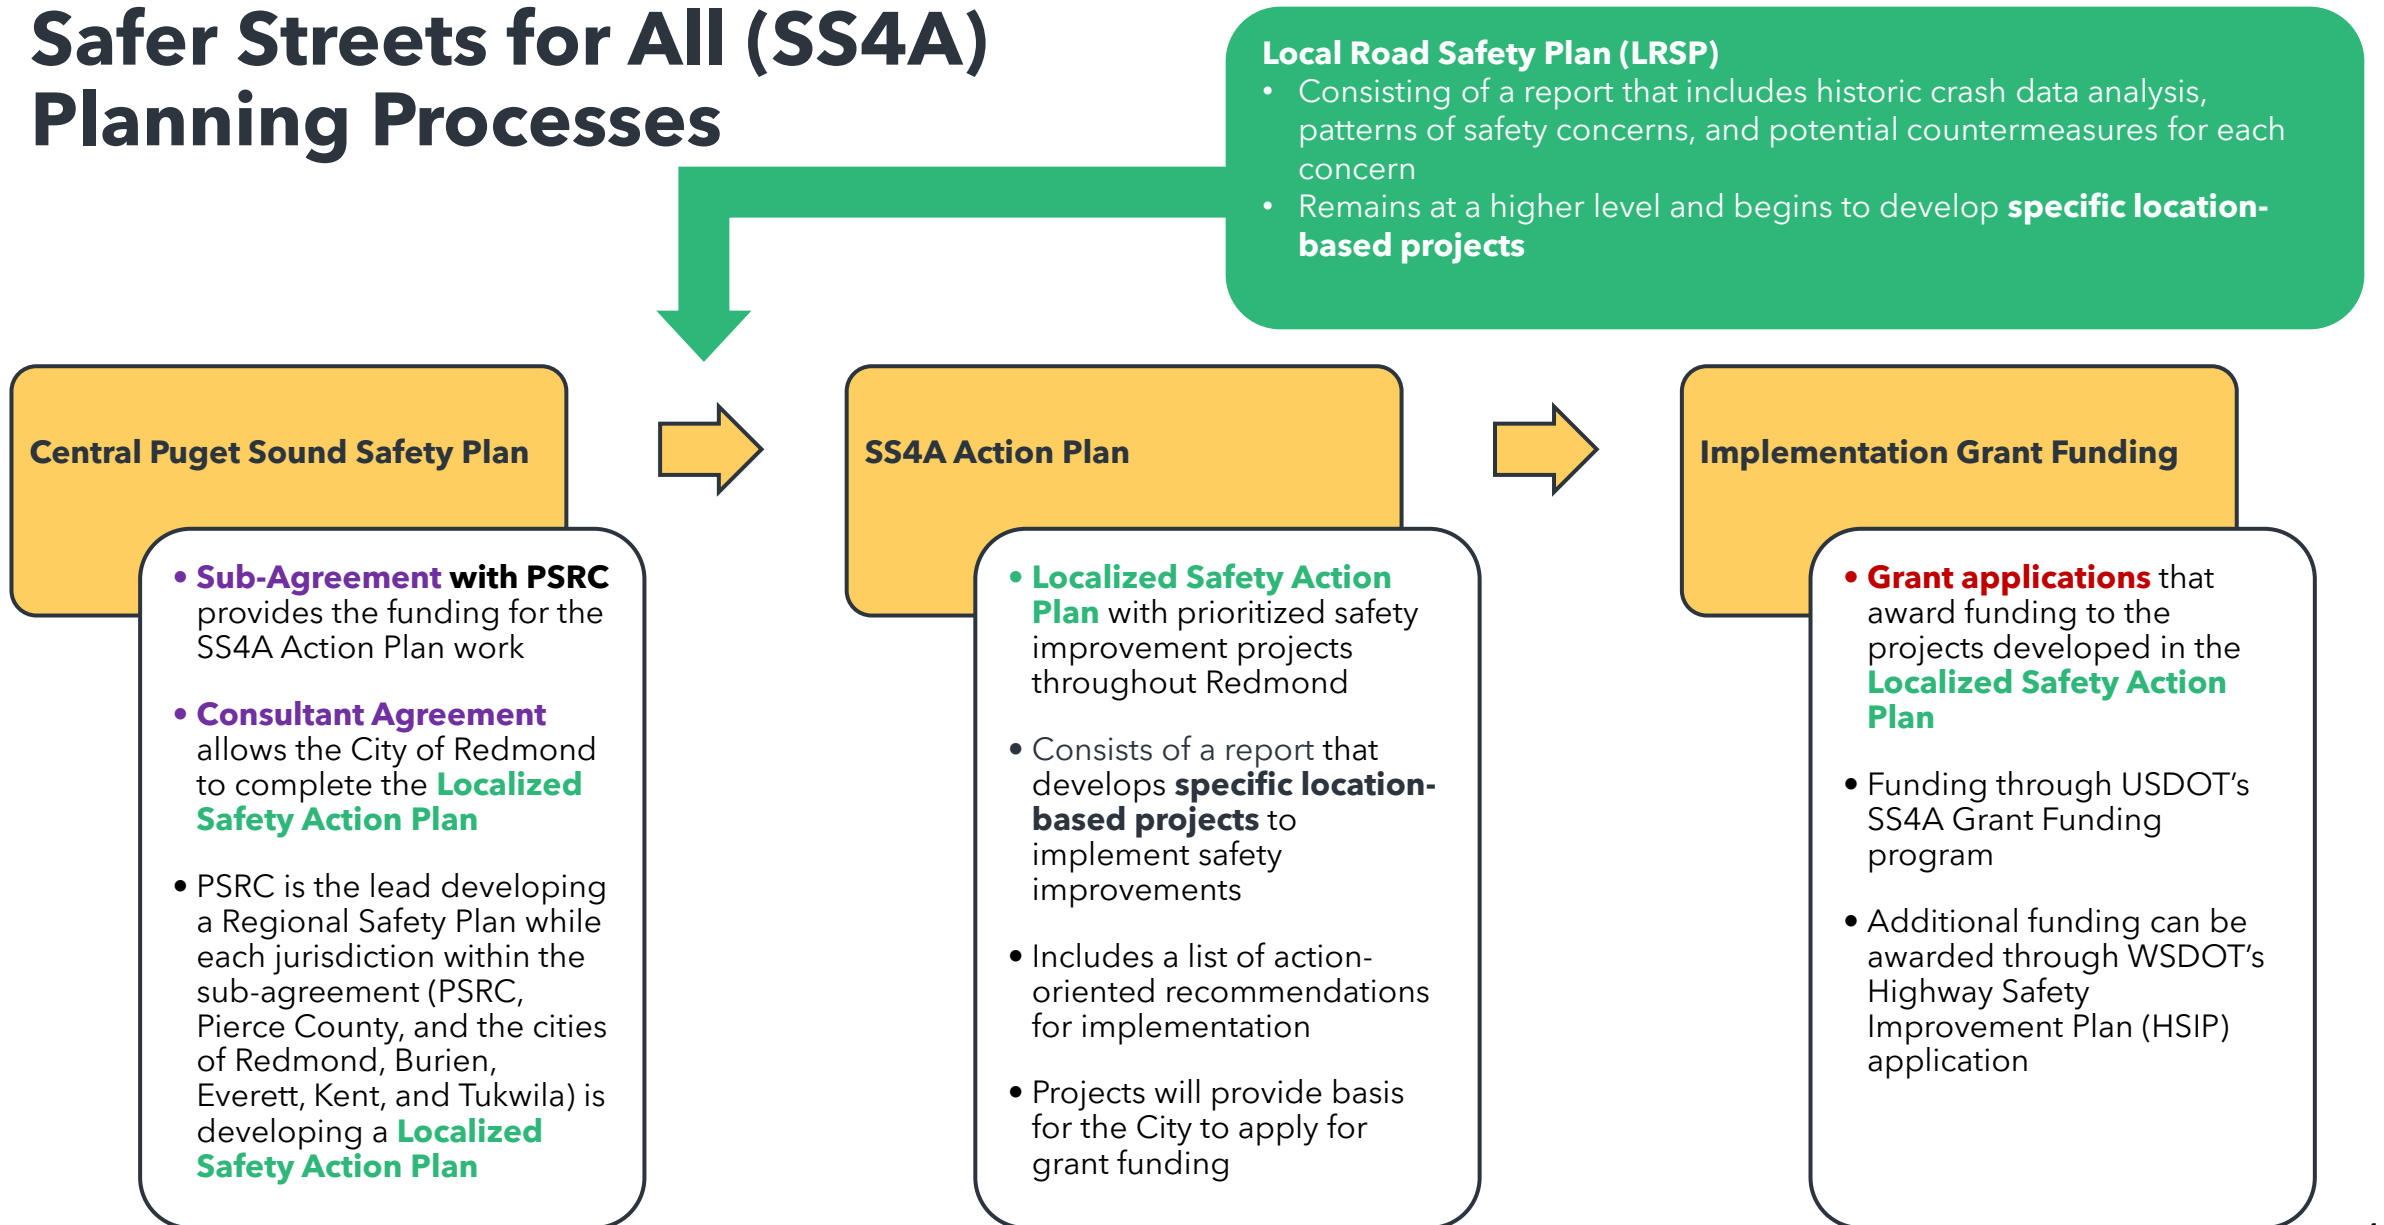 Safer Streets for All (SS4A)
Planning Processes
Local Road Safety Plan (LRSP)
• Consisting of a report that includes historic crash data analysis,
patterns of safety concerns, and potential countermeasures for each
concern
• Remains at a higher level and begins to develop specific location-
based projects
Central Puget Sound Safety Plan
• Sub-Agreement with PSRC
provides the funding for the
SS4A Action Plan work
• Consultant Agreement
allows the City of Redmond
to complete the Localized
Safety Action Plan
• PSRC is the lead developing
a Regional Safety Plan while
each jurisdiction within the
sub-agreement (PSRC,
Pierce County, and the cities
of Redmond, Burien,
Everett, Kent, and Tukwila) is
developing a Localized
Safety Action Plan
SS4A Action Plan
• Localized Safety Action
Plan with prioritized safety
improvement projects
throughout Redmond
• Consists of a report that
develops specific location-
based projects to
implement safety
improvements
• Includes a list of action-
oriented recommendations
for implementation
• Projects will provide basis
for the City to apply for
grant funding
Implementation Grant Funding
• Grant applications that
award funding to the
projects developed in the
Localized Safety Action
Plan
• Funding through USDOT's
SS4A Grant Funding
program
• Additional funding can be
awarded through WSDOT's
Highway Safety
Improvement Plan (HSIP)
application